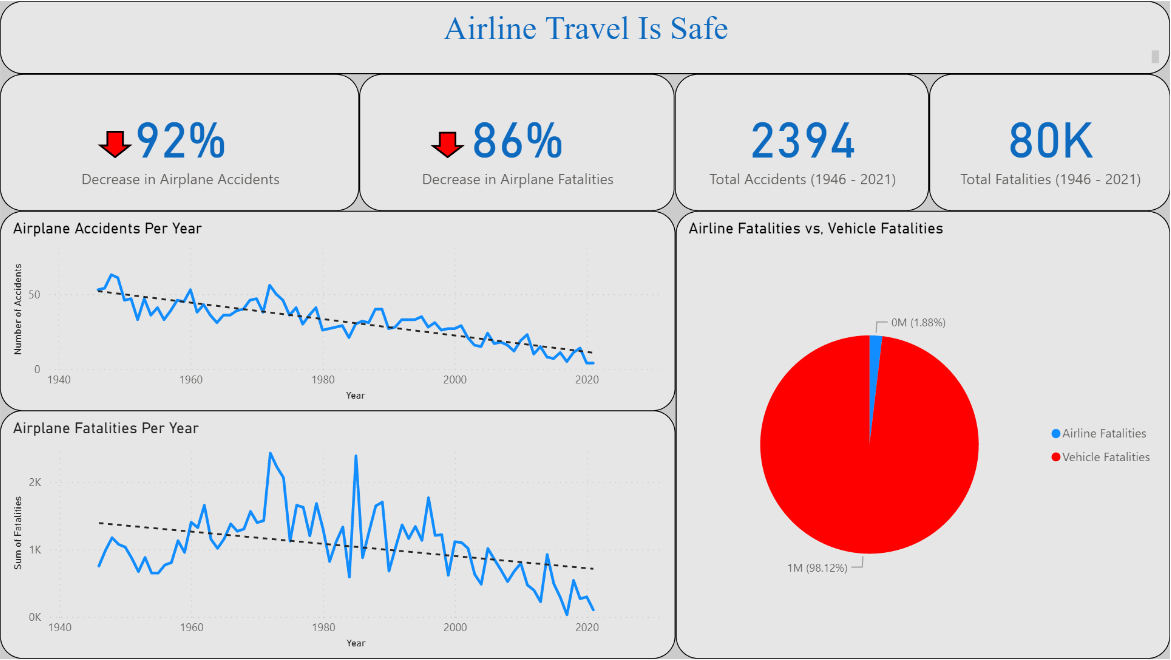 Airline Travel Is Safe
92%
Decrease in Airplane Accidents
86%
Decrease in Airplane Fatalities
2394
Total Accidents (1946 - 2021)
80K
Total Fatalities (1946 - 2021)
Airplane Accidents Per Year
Number of Accidents
50
0
1940 1960 1980 2000 2020
Year
Airplane Fatalities Per Year
Sum of Fatalities
2K
1K
0K
1940 1960 1980 2000 2020
Year
Airline Fatalities vs. Vehicle Fatalities
0M (1.88%)
1M (98.12%)
Airline Fatalities
Vehicle Fatalities